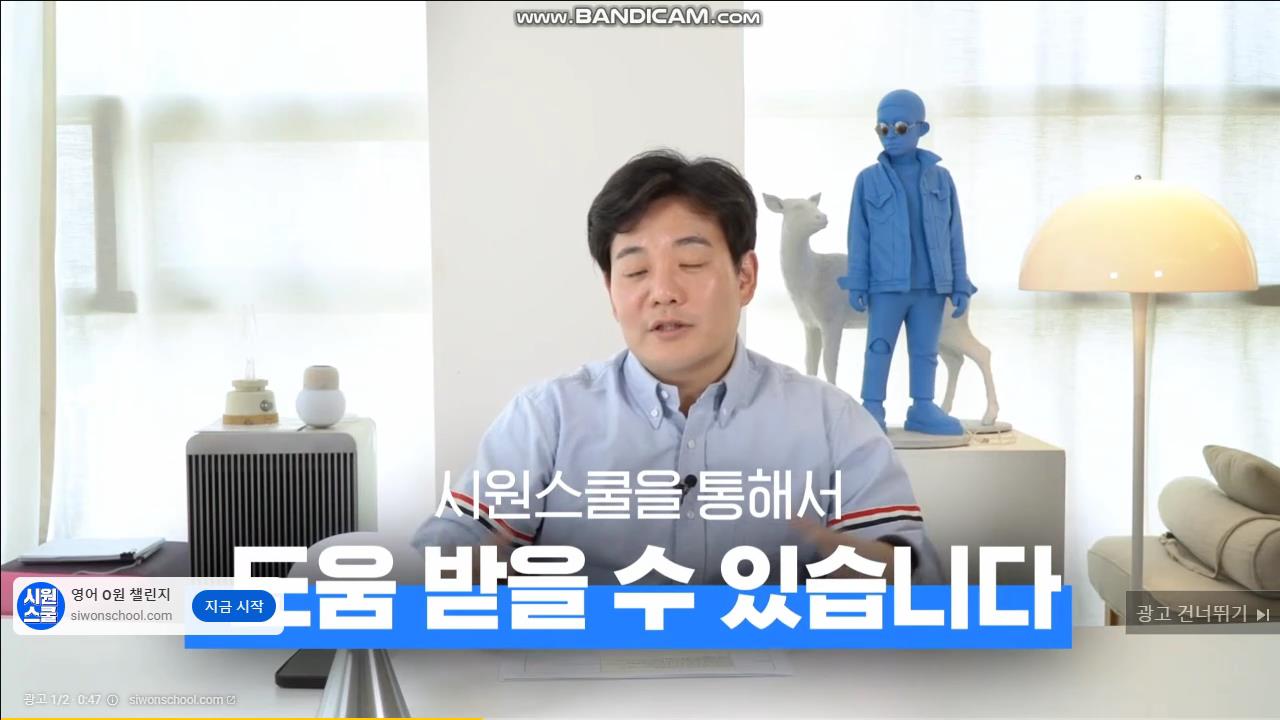 www.BANDICAM.com
시원스쿨을 통해서
도움 받을 수 있습니다
시원
스쿨
영어 0원 챌린지
siwonschool.com
지금 시작
광고 건너뛰기
광고 1/2 · 0:47
siwonschool.com